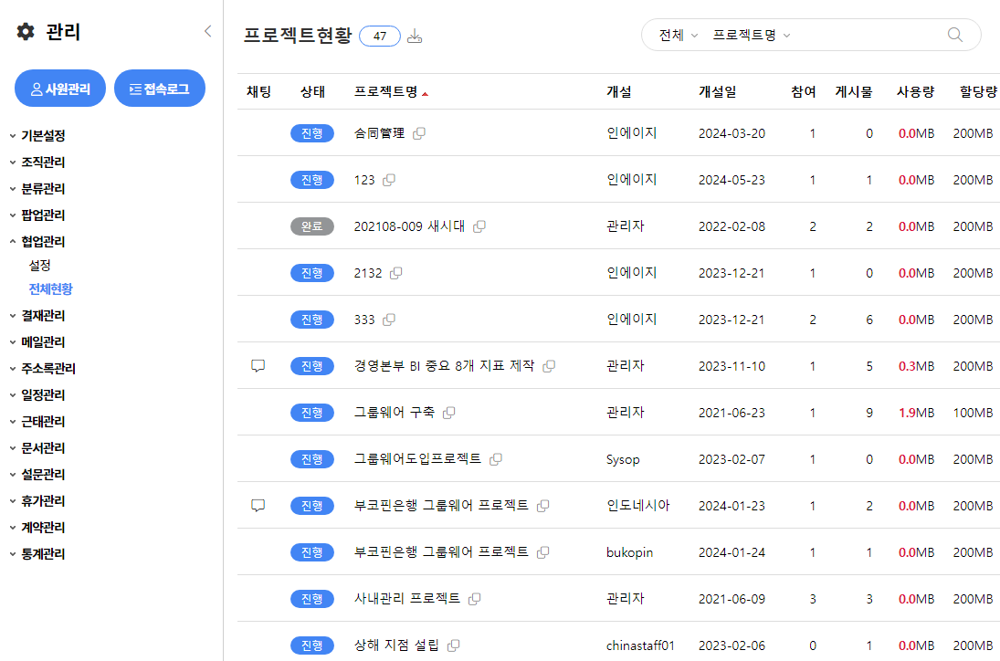 관리
사원관리 접속로그
기본설정
조직관리
분류관리
팝업관리
협업관리
설정
전체현황
결재관리
메일관리
주소록관리
일정관리
근태관리
문서관리
설문관리
휴가관리
계약관리
통계관리
프로젝트현황 47 전체 프로젝트명
채팅 상태 프로젝트명 개설 개설일 참여 게시물 사용량 할당량
진행 合同管理 인에이지 2024-03-20 1 0 0.0MB 200MB
진행 123 인에이지 2024-05-23 1 1 0.0MB 200MB
완료 202108-009 새시대 관리자 2022-02-08 2 2 0.0MB 200MB
진행 2132 인에이지 2023-12-21 1 0 0.0MB 200MB
진행 333 인에이지 2023-12-21 2 6 0.0MB 200MB
진행 경영본부 BI 중요 8개 지표 제작 관리자 2023-11-10 1 5 0.3MB 200MB
진행 그룹웨어 구축 관리자 2021-06-23 1 9 1.9MB 100MB
진행 그룹웨어도입프로젝트 Sysop 2023-02-07 1 0 0.0MB 200MB
진행 부코핀은행 그룹웨어 프로젝트 인도네시아 2024-01-23 1 2 0.0MB 200MB
진행 부코핀은행 그룹웨어 프로젝트 bukopin 2024-01-24 1 1 0.0MB 200MB
진행 사내관리 프로젝트 관리자 2021-06-09 3 3 0.0MB 200MB
진행 상해 지점 설립 chinastaff01 2023-02-06 0 1 0.0MB 200MB